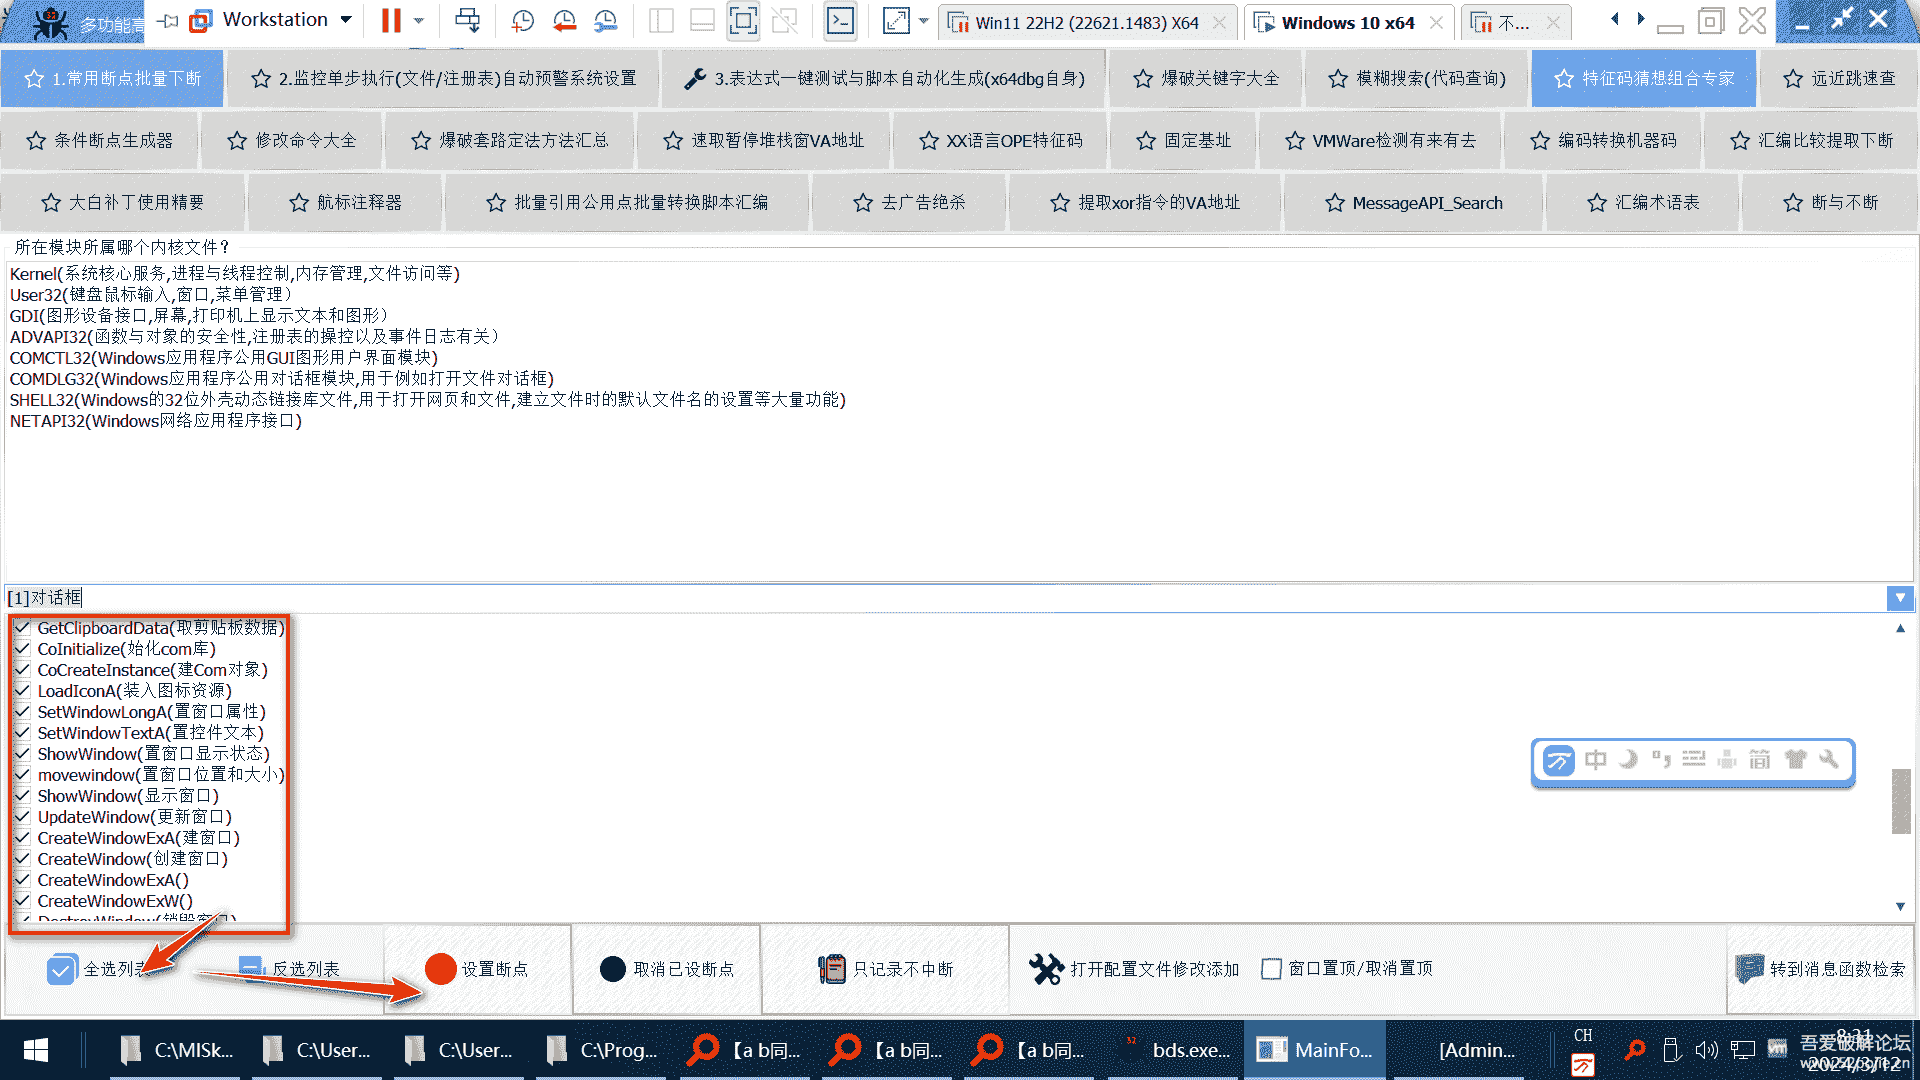 多功能高
Workstation
Win11 22H2 (22621.1483) X64
Windows 10 x64
不...
1.常用断点批量下断
2.监控单步执行(文件/注册表)自动预警系统设置
3.表达式一键测试与脚本自动化生成(x64dbg自身)
爆破关键字大全
模糊搜索(代码查询)
特征码猜想组合专家
远近跳速查
条件断点生成器
修改命令大全
爆破套路定法方法汇总
速取暂停堆栈窗VA地址
XX语言OPE特征码
固定基址
VMWare检测有来有去
编码转换机器码
汇编比较提取下断
大白补丁使用精要
航标注释器
批量引用公用点批量转换脚本汇编
去广告绝杀
提取xor指令的VA地址
MessageAPI_Search
汇编术语表
断与不断
所在模块所属哪个内核文件?
Kernel(系统核心服务,进程与线程控制,内存管理,文件访问等)
User32(键盘鼠标输入,窗口,菜单管理)
GDI(图形设备接口,屏幕,打印机上显示文本和图形)
ADVAPI32(函数与对象的安全性,注册表的操控以及事件日志有关)
COMCTL32(Windows应用程序公用GUI图形用户界面模块)
COMDLG32(Windows应用程序公用对话框模块,用于例如打开文件对话框)
SHELL32(Windows的32位外壳动态链接库文件,用于打开网页和文件,建立文件时的默认文件名的设置等大量功能)
NETAPI32(Windows网络应用程序接口)
[1]对话框
GetClipboardData(取剪贴板数据)
CoInitialize(始化com库)
CoCreateInstance(建Com对象)
LoadIconA(装入图标资源)
SetWindowLongA(置窗口属性)
SetWindowTextA(置控件文本)
ShowWindow(置窗口显示状态)
movewindow(置窗口位置和大小)
ShowWindow(显示窗口)
UpdateWindow(更新窗口)
CreateWindowExA(建窗口)
CreateWindow(创建窗口)
CreateWindowExA()
CreateWindowExW()
DestroyWindow(销毁窗口)
中
简
全选列表
反选列表
设置断点
取消已设断点
只记录不中断
打开配置文件修改添加
窗口置顶/取消置顶
转到消息函数检索
C:\MISk...
C:\User...
C:\User...
C:\Prog...
【a b同...
【a b同...
【a b同...
bds.exe...
MainFo...
[Admin...
CH
8:31
2024/3/12
吾爱破解论坛
www.52pojie.cn